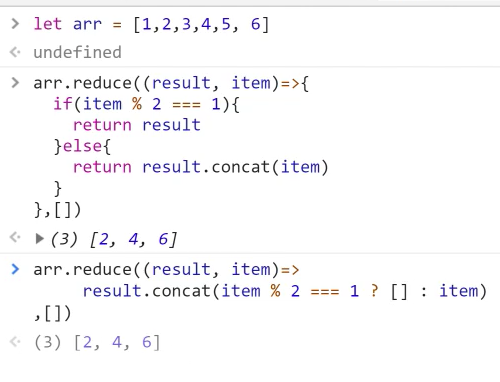 let arr = [1,2,3,4,5, 6]
undefined
arr.reduce((result, item)=>{
  if(item % 2 === 1){
    return result
  }else{
    return result.concat(item)
  }
},[])
(3) [2, 4, 6]
arr.reduce((result, item)=>
     result.concat(item % 2 === 1 ? [] : item)
,[])
(3) [2, 4, 6]